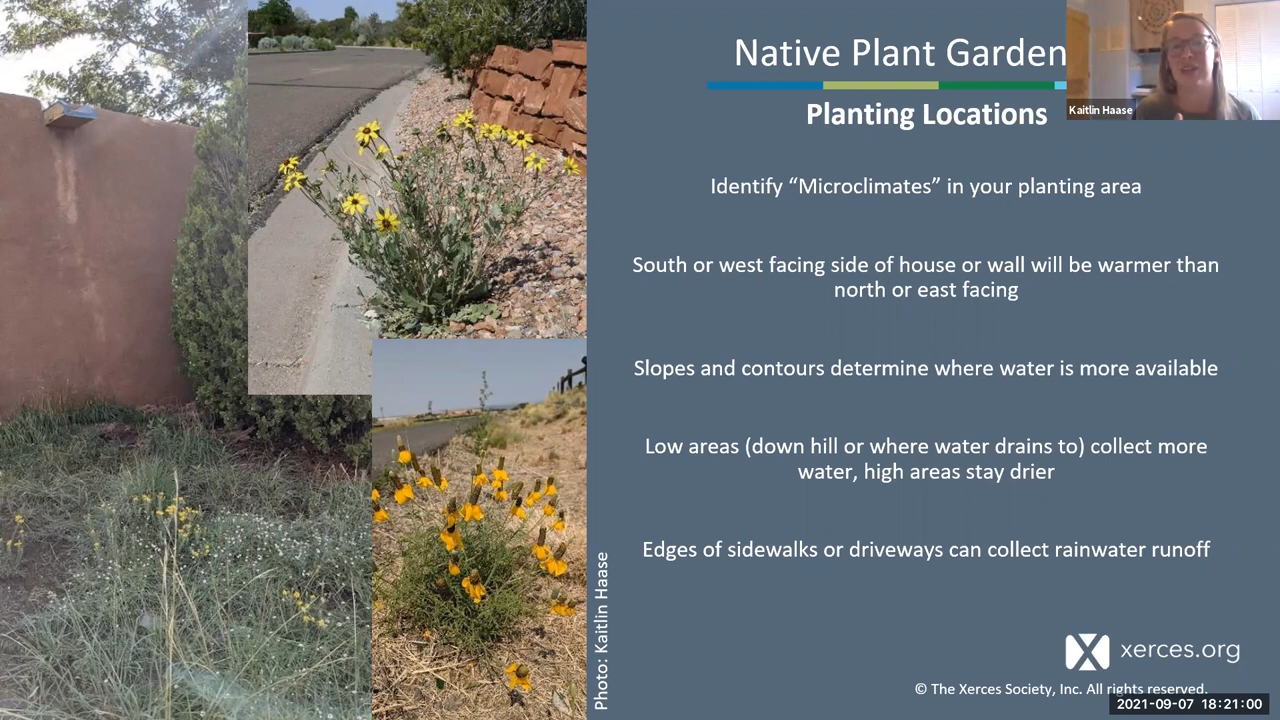 Native Plant Garden
Kaitlin Haase
Planting Locations
Identify “Microclimates” in your planting area
South or west facing side of house or wall will be warmer than
north or east facing
Slopes and contours determine where water is more available
Low areas (down hill or where water drains to) collect more
water, high areas stay drier
Edges of sidewalks or driveways can collect rainwater runoff
Photo: Kaitlin Haase
xerces.org
© The Xerces Society, Inc. All rights reserved.
2021-09-07 18:21:00